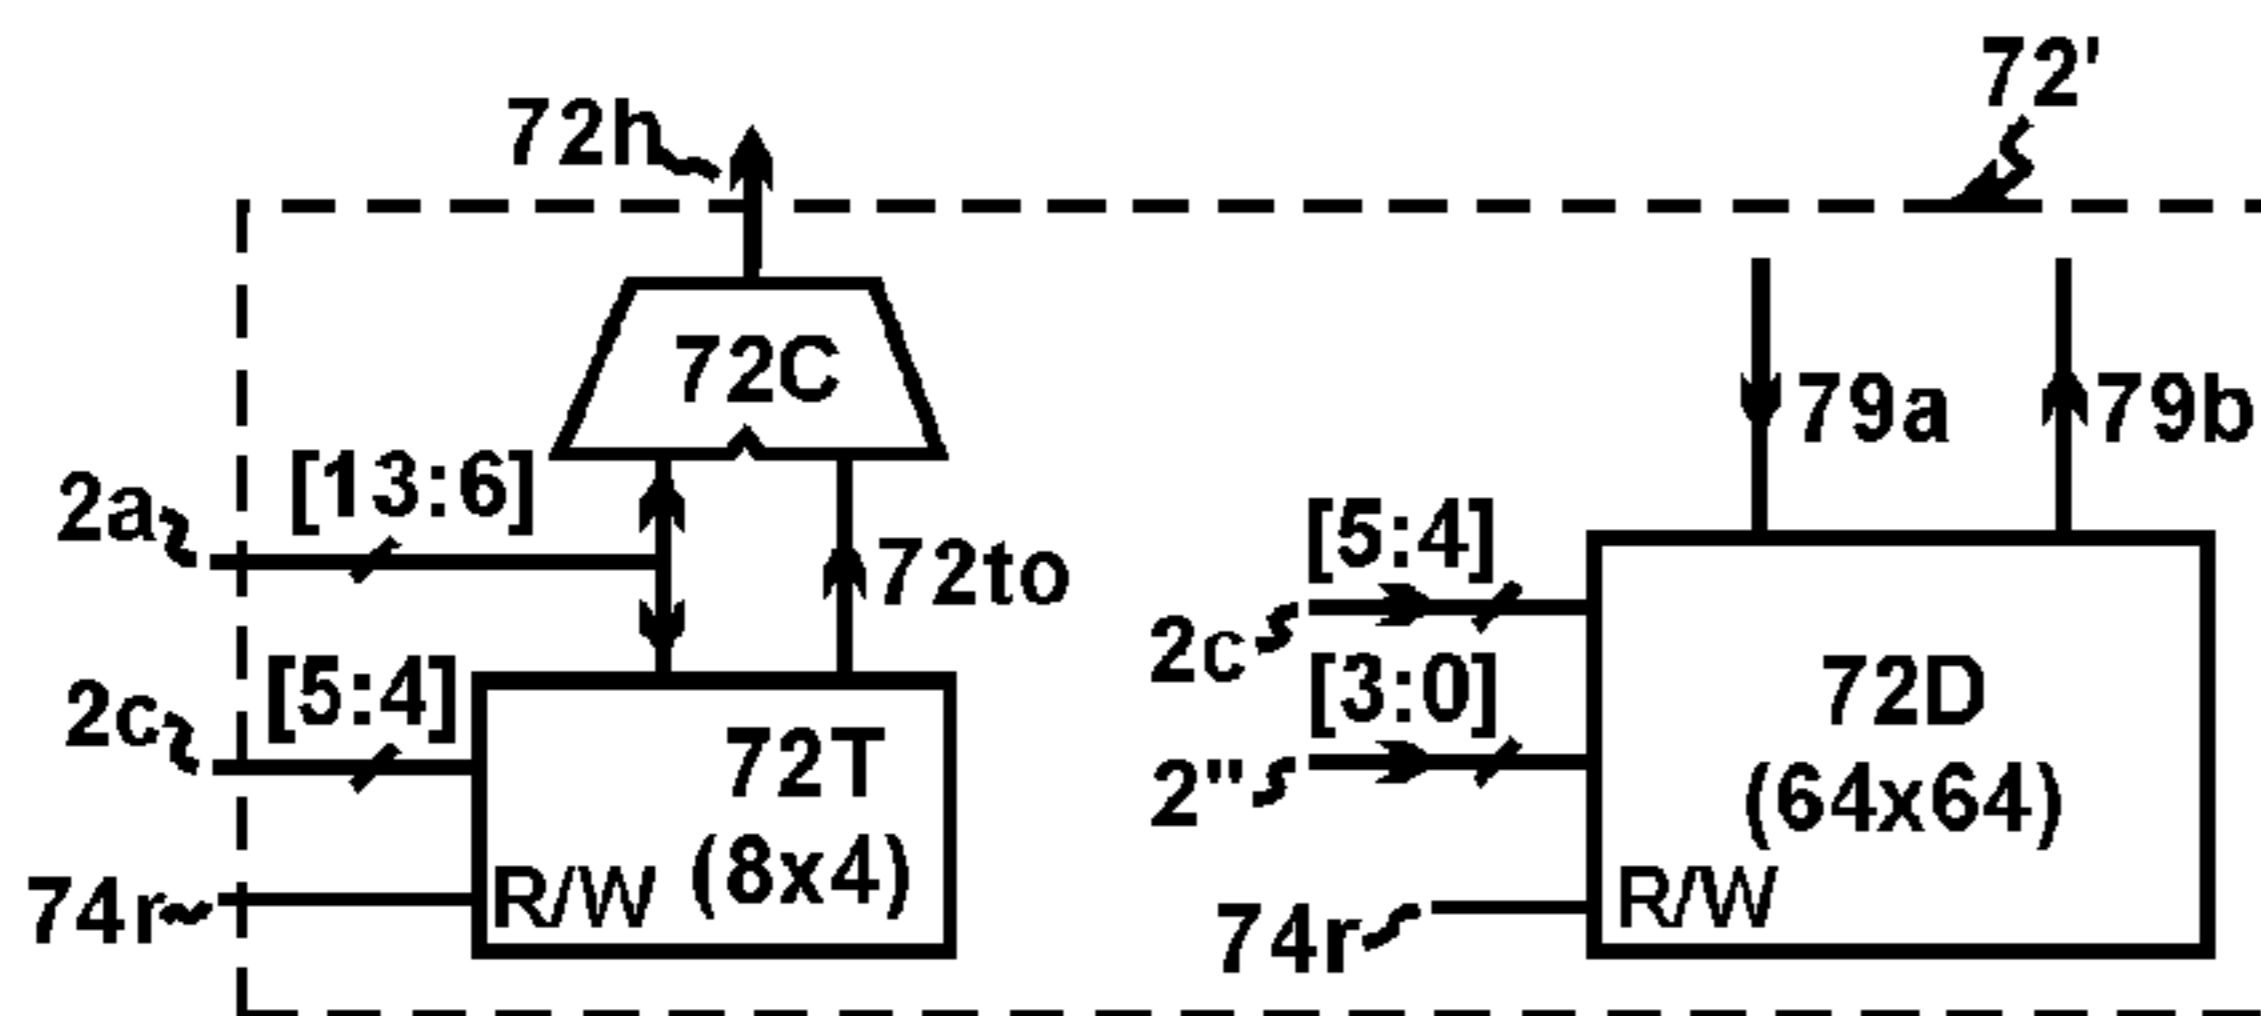 72'
72h
72C
79a
79b
[13:6]
2a
72to
[5:4]
2c
[5:4]
2c
[3:0]
2"
72T
(8x4)
R/W
74r
72D
(64x64)
R/W
74r